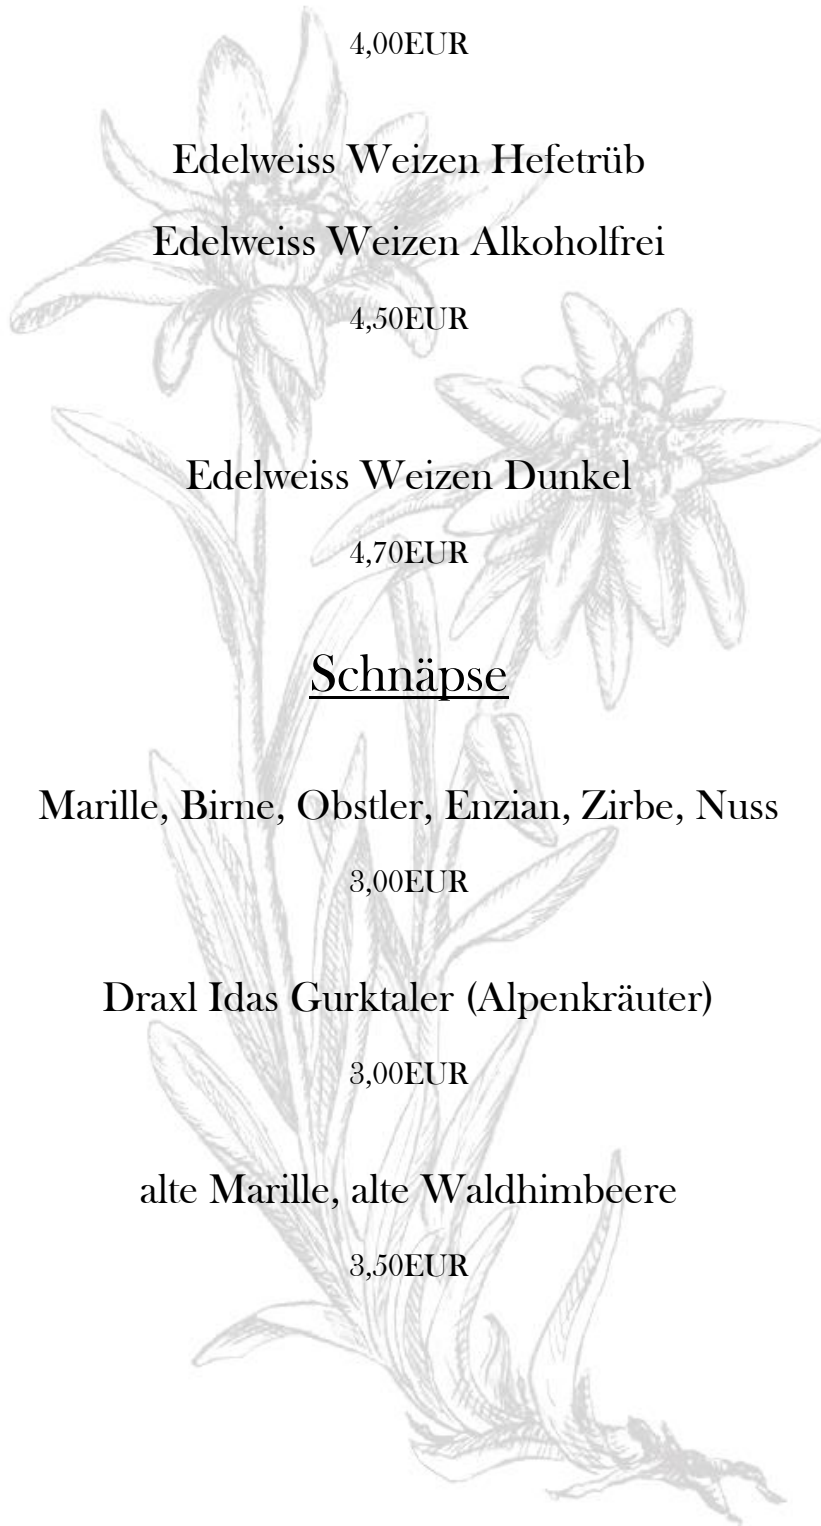 4,00EUR
Edelweiss Weizen Hefetrüb
Edelweiss Weizen Alkoholfrei
4,50EUR
Edelweiss Weizen Dunkel
4,70EUR
Schnäpse
Marille, Birne, Obstler, Enzian, Zirbe, Nuss
3,00EUR
Draxl Idas Gurktaler (Alpenkräuter)
3,00EUR
alte Marille, alte Waldhimbeere
3,50EUR